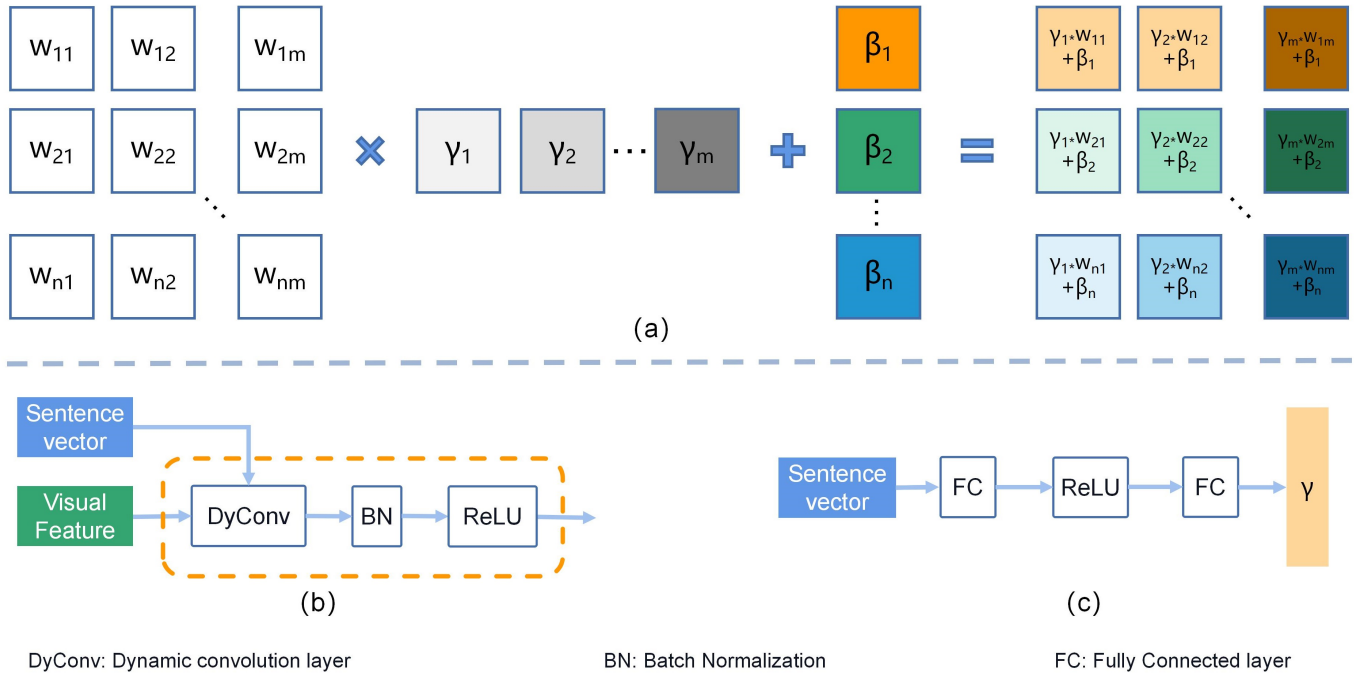 w₁₁ w₁₂ w₁ₘ β₁ γ₁*w₁₁ +β₁ γ₂*w₁₂ +β₁ γₘ*w₁ₘ +β₁
w₂₁ w₂₂ w₂ₘ × γ₁ γ₂ ··· γₘ + β₂ = γ₁*w₂₁ +β₂ γ₂*w₂₂ +β₂ γₘ*w₂ₘ +β₂
wₙ₁ wₙ₂ wₙₘ βₙ γ₁*wₙ₁ +βₙ γ₂*wₙ₂ +βₙ γₘ*wₙₘ +βₙ
(a)
Sentence
vector
Visual
Feature
DyConv
BN
ReLU
(b)
Sentence
vector
FC
ReLU
FC
γ
(c)
DyConv: Dynamic convolution layer
BN: Batch Normalization
FC: Fully Connected layer